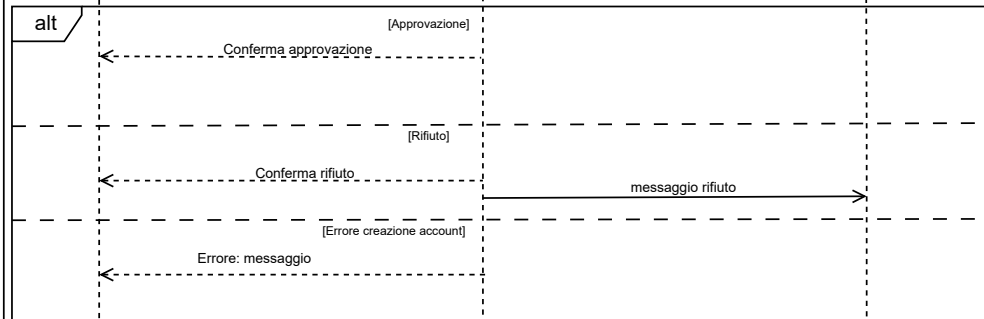 alt
[Approvazione]
Conferma approvazione
[Rifiuto]
Conferma rifiuto
messaggio rifiuto
[Errore creazione account]
Errore: messaggio